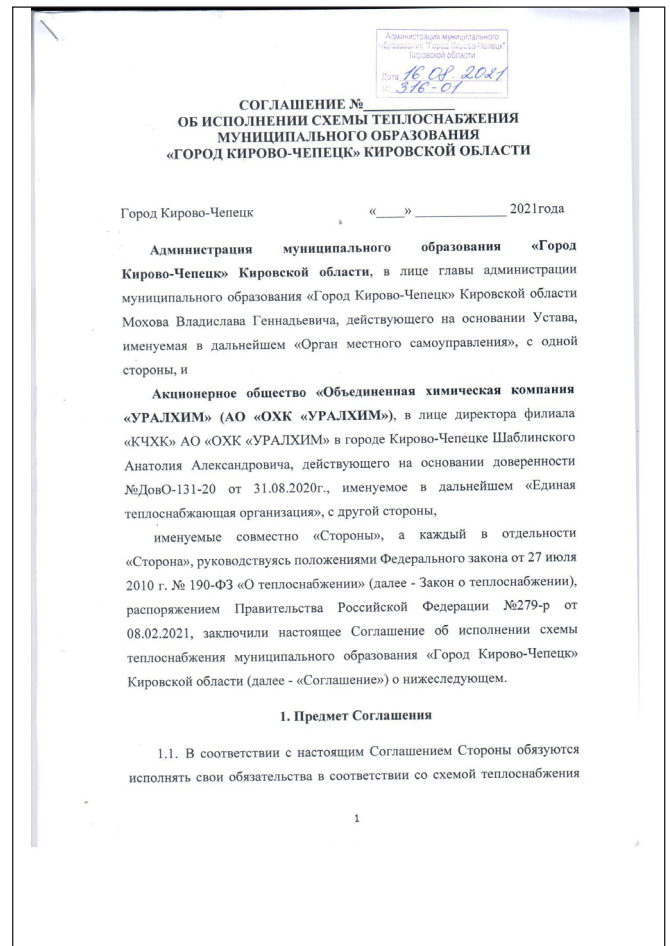 Администрация муниципального
образования "Город Кирово-Чепецк"
Кировской области
Дата 16.08.2021
№ 316-01
СОГЛАШЕНИЕ №_____________
ОБ ИСПОЛНЕНИИ СХЕМЫ ТЕПЛОСНАБЖЕНИЯ
МУНИЦИПАЛЬНОГО ОБРАЗОВАНИЯ
«ГОРОД КИРОВО-ЧЕПЕЦК» КИРОВСКОЙ ОБЛАСТИ
Город Кирово-Чепецк «____» _____________ 2021года
Администрация муниципального образования «Город
Кирово-Чепецк» Кировской области, в лице главы администрации
муниципального образования «Город Кирово-Чепецк» Кировской области
Мохова Владислава Геннадьевича, действующего на основании Устава,
именуемая в дальнейшем «Орган местного самоуправления», с одной
стороны, и
Акционерное общество «Объединенная химическая компания
«УРАЛХИМ» (АО «ОХК «УРАЛХИМ»), в лице директора филиала
«КЧХК» АО «ОХК «УРАЛХИМ» в городе Кирово-Чепецке Шаблинского
Анатолия Александровича, действующего на основании доверенности
№ДовО-131-20 от 31.08.2020г., именуемое в дальнейшем «Единая
теплоснабжающая организация», с другой стороны,
именуемые совместно «Стороны», а каждый в отдельности
«Сторона», руководствуясь положениями Федерального закона от 27 июля
2010 г. № 190-ФЗ «О теплоснабжении» (далее - Закон о теплоснабжении),
распоряжением Правительства Российской Федерации №279-р от
08.02.2021, заключили настоящее Соглашение об исполнении схемы
теплоснабжения муниципального образования «Город Кирово-Чепецк»
Кировской области (далее - «Соглашение») о нижеследующем.
1. Предмет Соглашения
1.1. В соответствии с настоящим Соглашением Стороны обязуются
исполнять свои обязательства в соответствии со схемой теплоснабжения
1